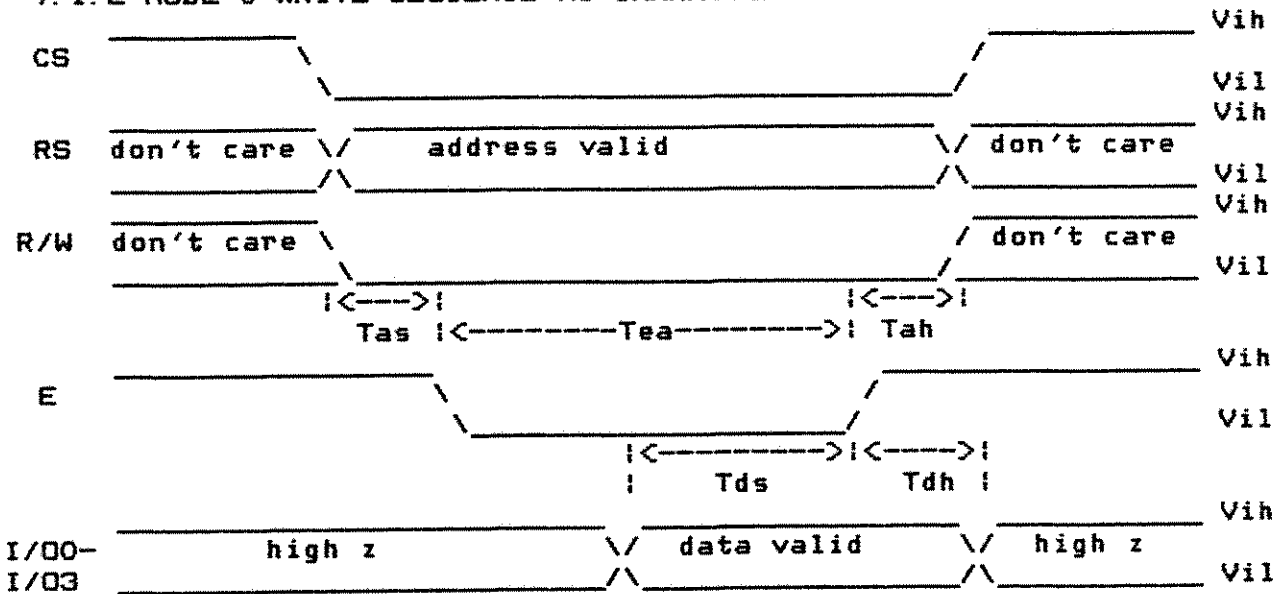 Vih
CS
Vil
Vih
RS don't care address valid don't care
Vil
Vih
R/W don't care don't care
Vil
Tas Tea Tah
Vih
E
Vil
Tds Tdh
Vih
I/O0- high z data valid high z
I/O3 Vil